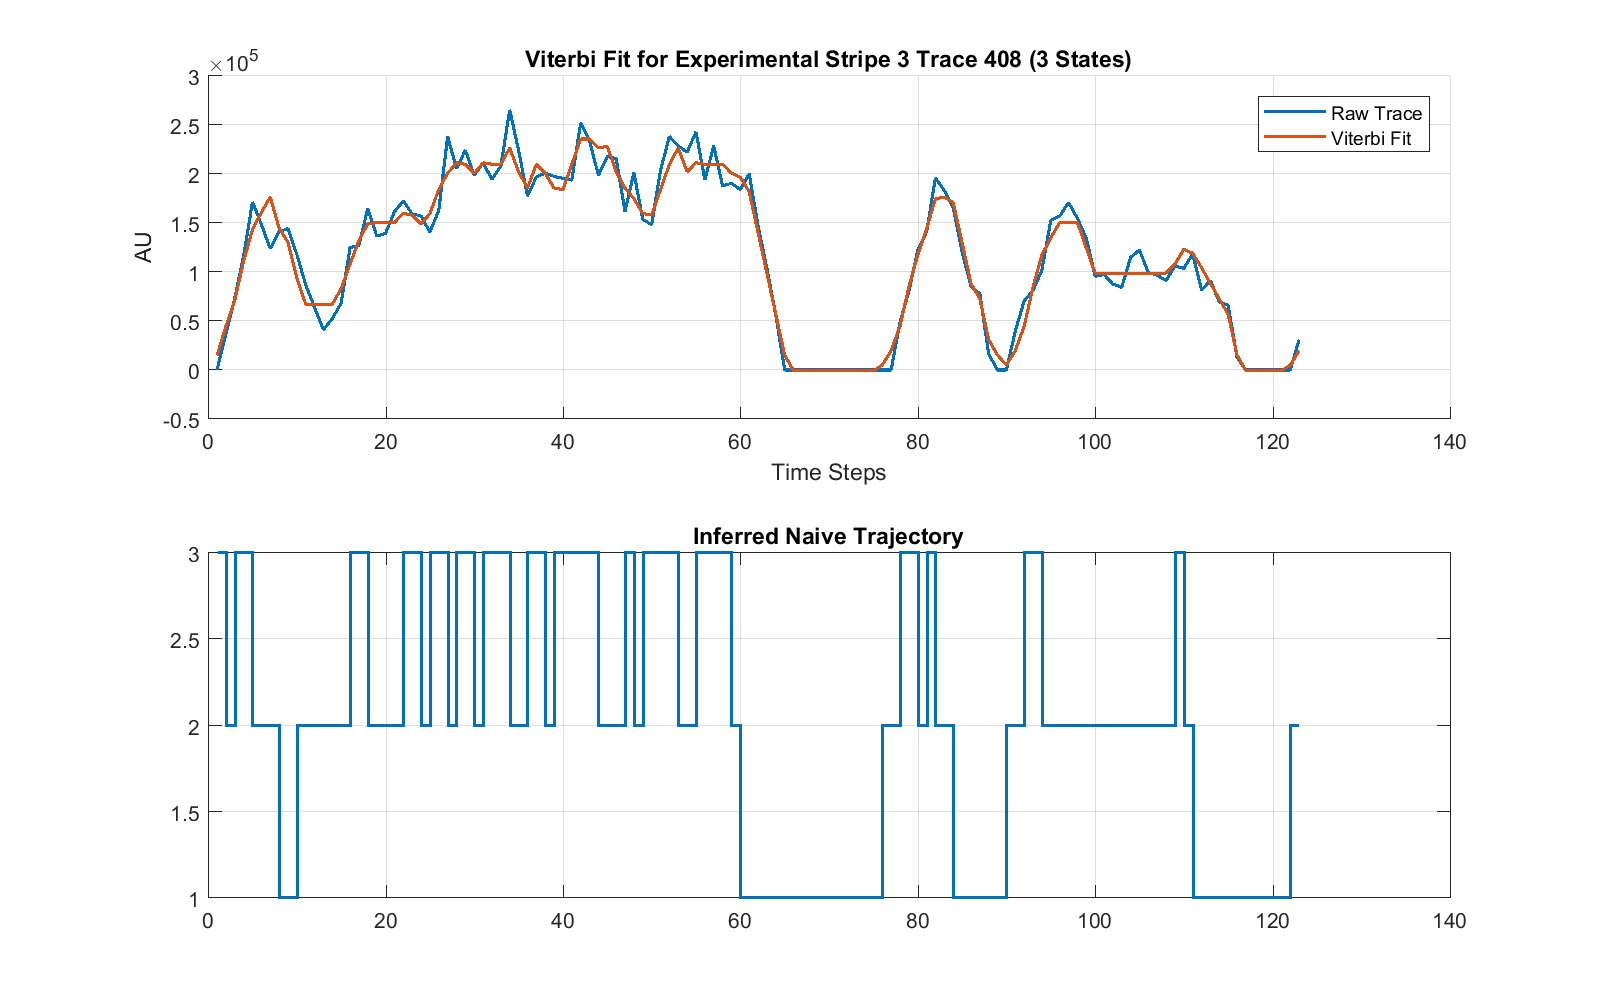 Viterbi Fit for Experimental Stripe 3 Trace 408 (3 States)
×10^5
3
2.5
2
1.5
1
0.5
0
-0.5
AU
Raw Trace
Viterbi Fit
0 20 40 60 80 100 120 140
Time Steps
Inferred Naive Trajectory
3
2.5
2
1.5
1
0 20 40 60 80 100 120 140